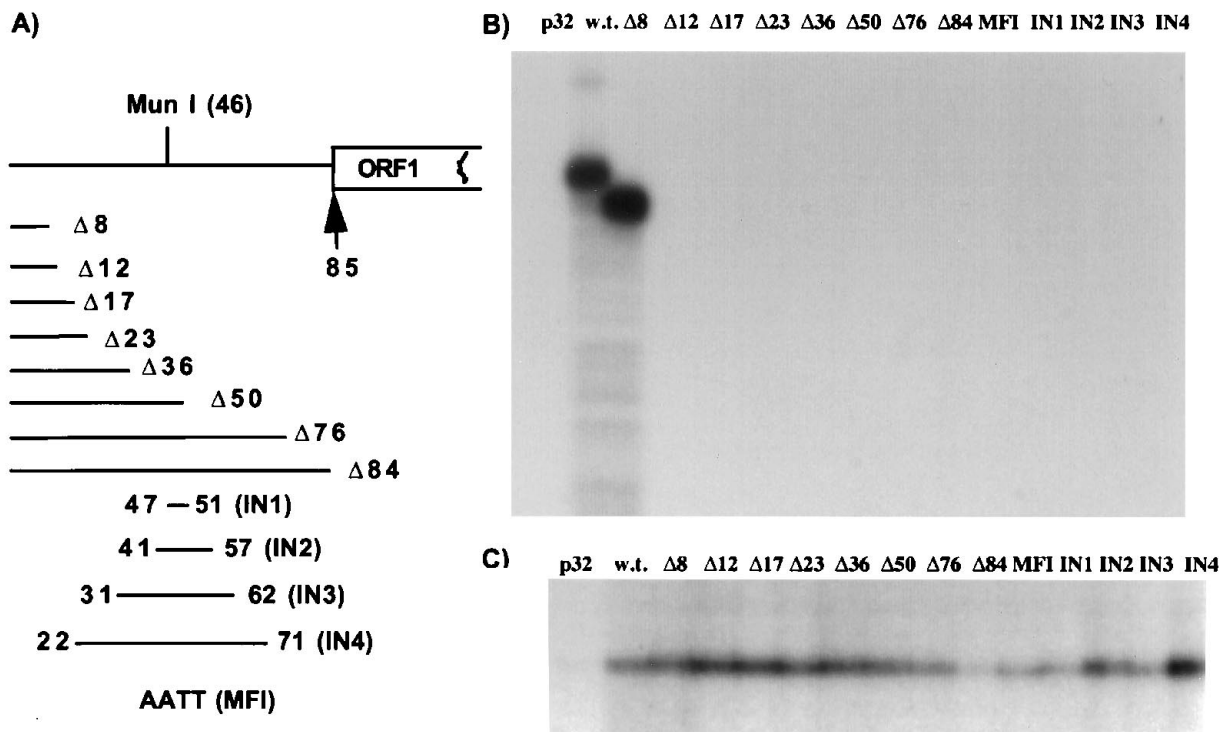 A)
Mun I (46)
ORF1
85
Δ8
Δ12
Δ17
Δ23
Δ36
Δ50
Δ76
Δ84
47 51 (IN1)
41 57 (IN2)
31 62 (IN3)
22 71 (IN4)
AATT (MFI)
B)
p32 w.t. Δ8 Δ12 Δ17 Δ23 Δ36 Δ50 Δ76 Δ84 MFI IN1 IN2 IN3 IN4
C)
p32 w.t. Δ8 Δ12 Δ17 Δ23 Δ36 Δ50 Δ76 Δ84 MFI IN1 IN2 IN3 IN4